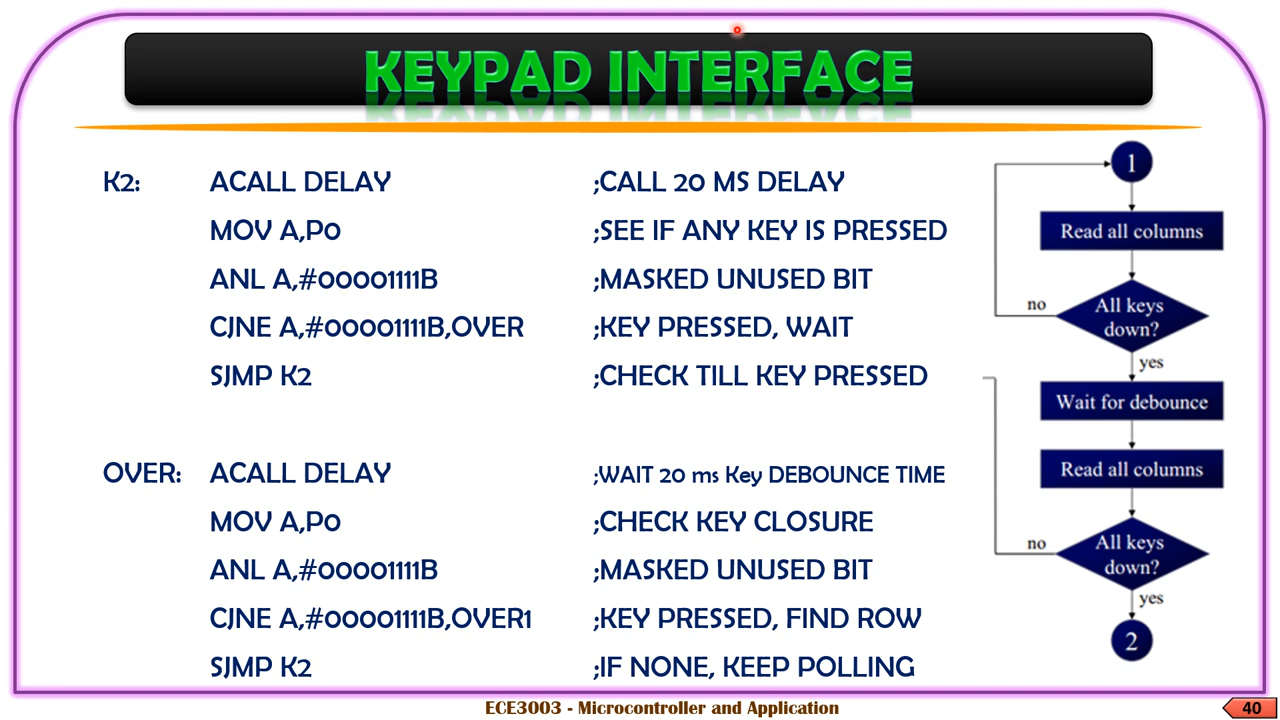 KEYPAD INTERFACE
K2: ACALL DELAY ;CALL 20 MS DELAY
MOV A,P0 ;SEE IF ANY KEY IS PRESSED
ANL A,#00001111B ;MASKED UNUSED BIT
CJNE A,#00001111B,OVER ;KEY PRESSED, WAIT
SJMP K2 ;CHECK TILL KEY PRESSED
OVER: ACALL DELAY ;WAIT 20 ms Key DEBOUNCE TIME
MOV A,P0 ;CHECK KEY CLOSURE
ANL A,#00001111B ;MASKED UNUSED BIT
CJNE A,#00001111B,OVER1 ;KEY PRESSED, FIND ROW
SJMP K2 ;IF NONE, KEEP POLLING
1
Read all columns
All keys
down?
no
yes
Wait for debounce
Read all columns
All keys
down?
no
yes
2
ECE3003 - Microcontroller and Application
40